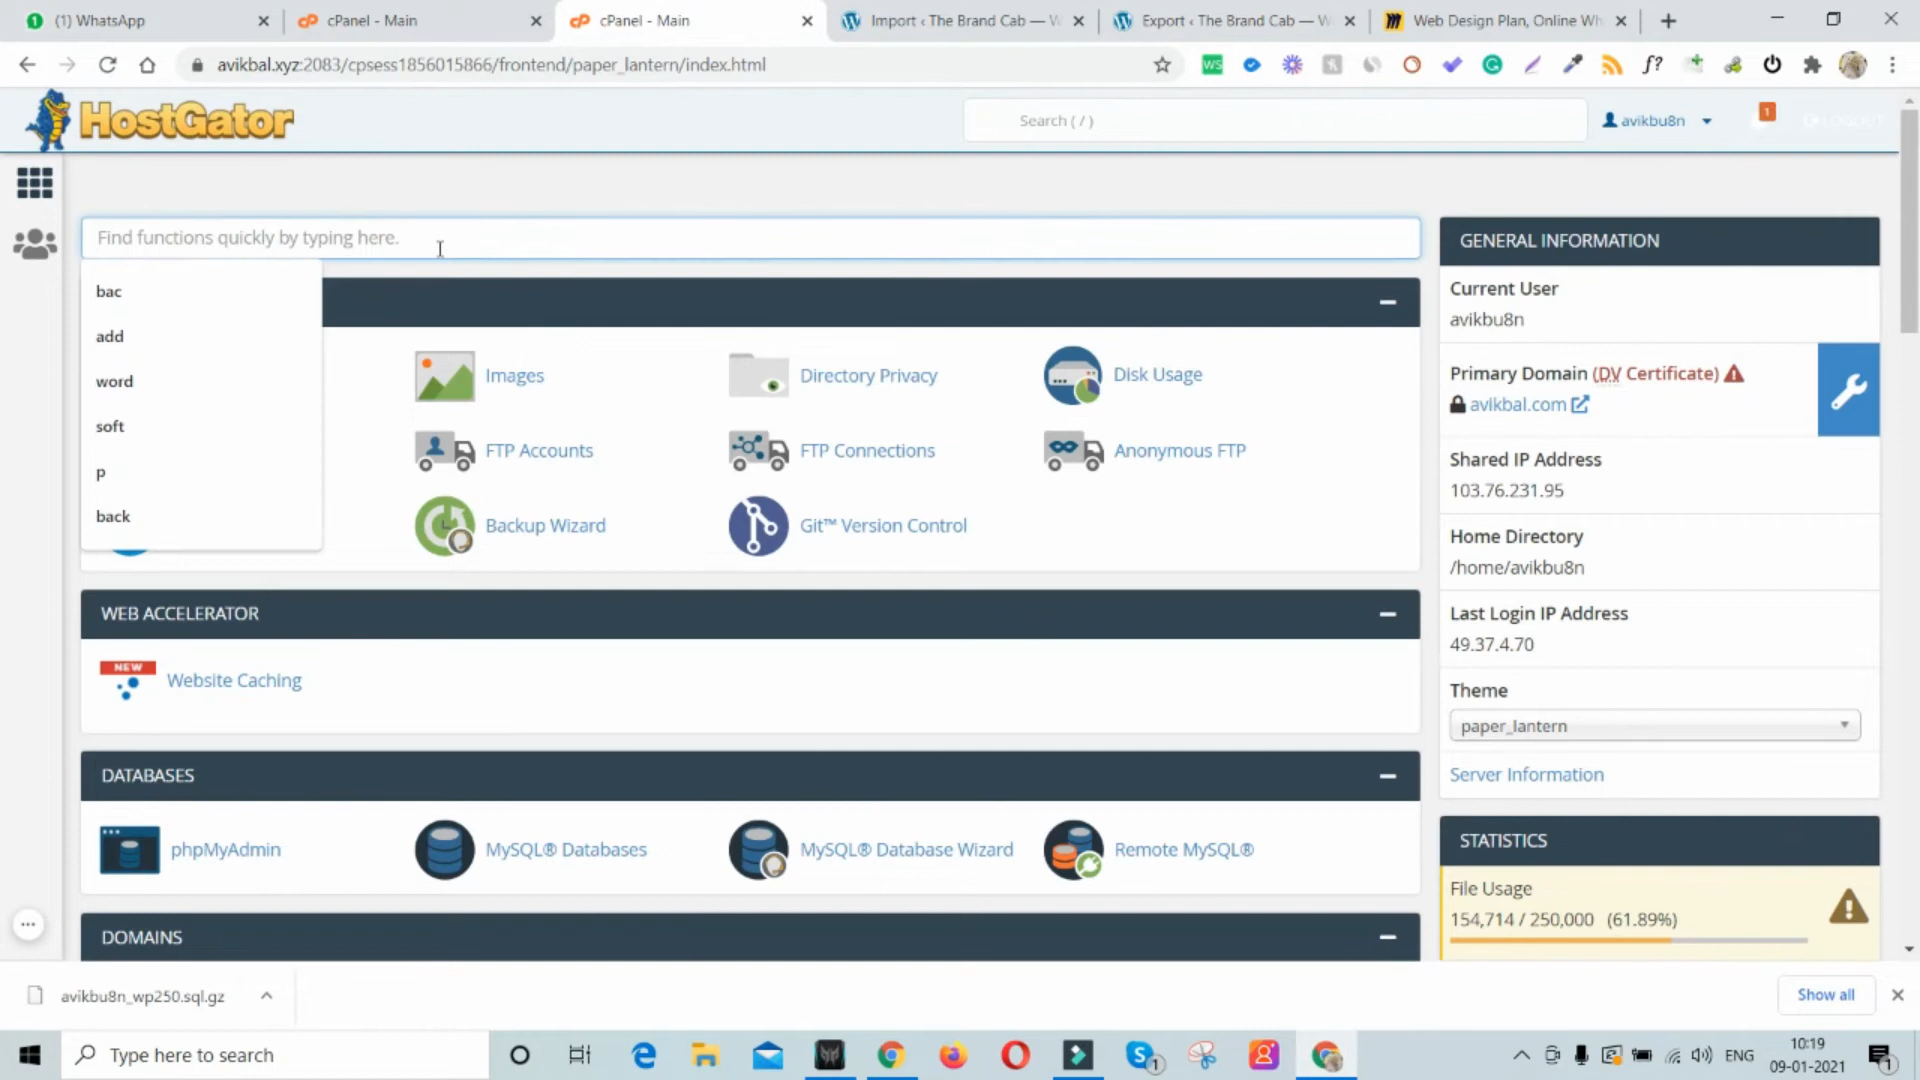 (1) WhatsApp
cPanel - Main
cPanel - Main
Import ‹ The Brand Cab — W
Export ‹ The Brand Cab — W
Web Design Plan, Online Wh
avikbal.xyz:2083/cpsess1856015866/frontend/paper_lantern/index.html
HostGator
Search ( / )
avikbu8n
1
LOGOUT
Find functions quickly by typing here.
bac
add
word
soft
p
back
Images
Directory Privacy
Disk Usage
FTP Accounts
FTP Connections
Anonymous FTP
Backup Wizard
Git™ Version Control
WEB ACCELERATOR
NEW
Website Caching
DATABASES
phpMyAdmin
MySQL® Databases
MySQL® Database Wizard
Remote MySQL®
DOMAINS
GENERAL INFORMATION
Current User
avikbu8n
Primary Domain (DV Certificate)
avikbal.com
Shared IP Address
103.76.231.95
Home Directory
/home/avikbu8n
Last Login IP Address
49.37.4.70
Theme
paper_lantern
Server Information
STATISTICS
File Usage
154,714 / 250,000 (61.89%)
avikbu8n_wp250.sql.gz
Show all
Type here to search
ENG
10:19
09-01-2021